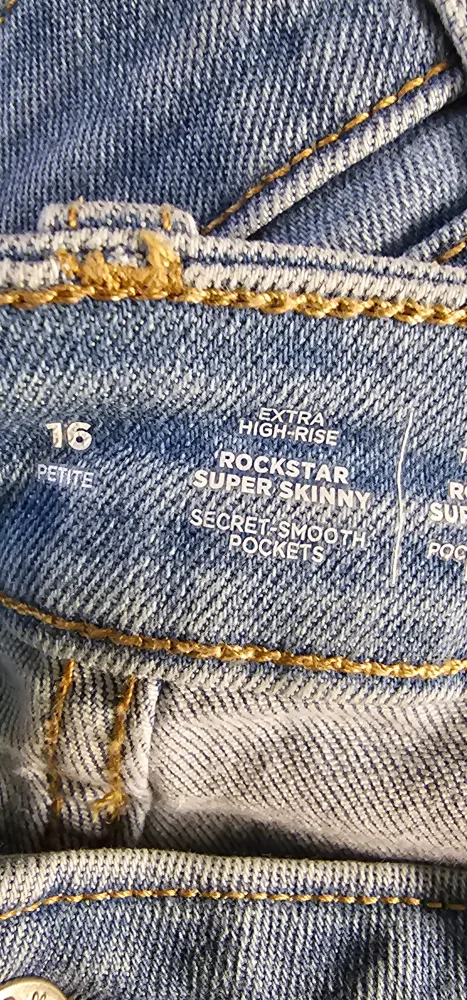 16
PETITE
EXTRA
HIGH-RISE
ROCKSTAR
SUPER SKINNY
SECRET-SMOOTH
POCKETS